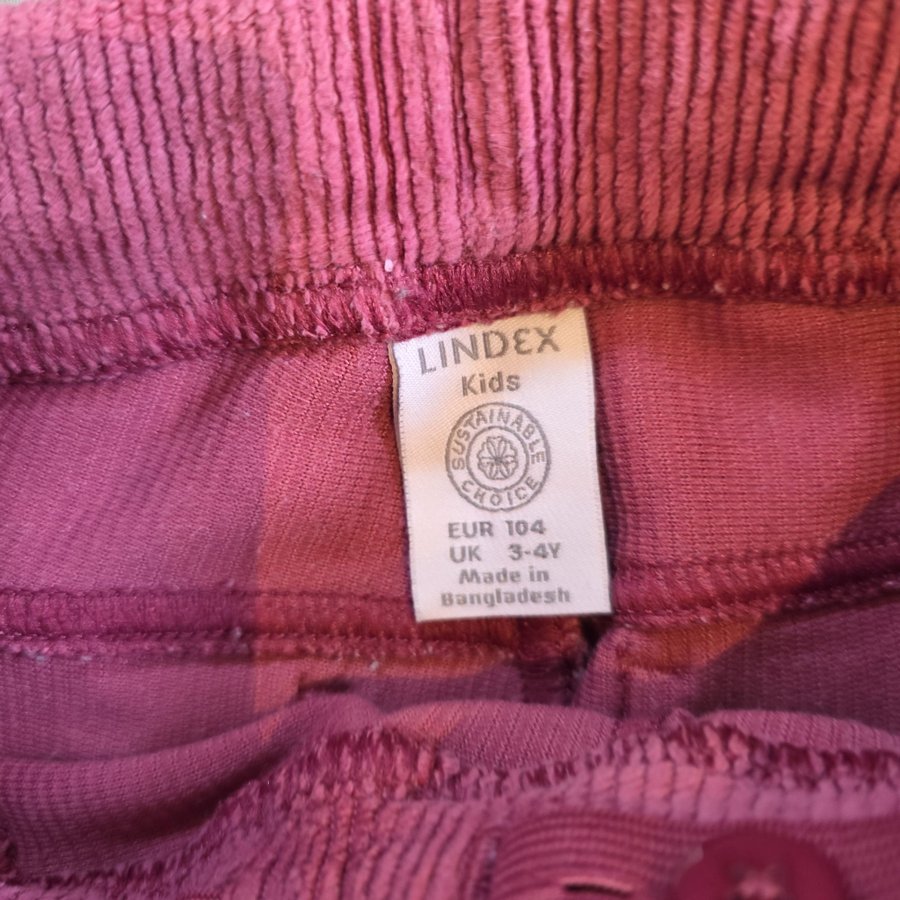 LINDEX
Kids
SUSTAINABLE
CHOICE
EUR 104
UK 3-4Y
Made in
Bangladesh